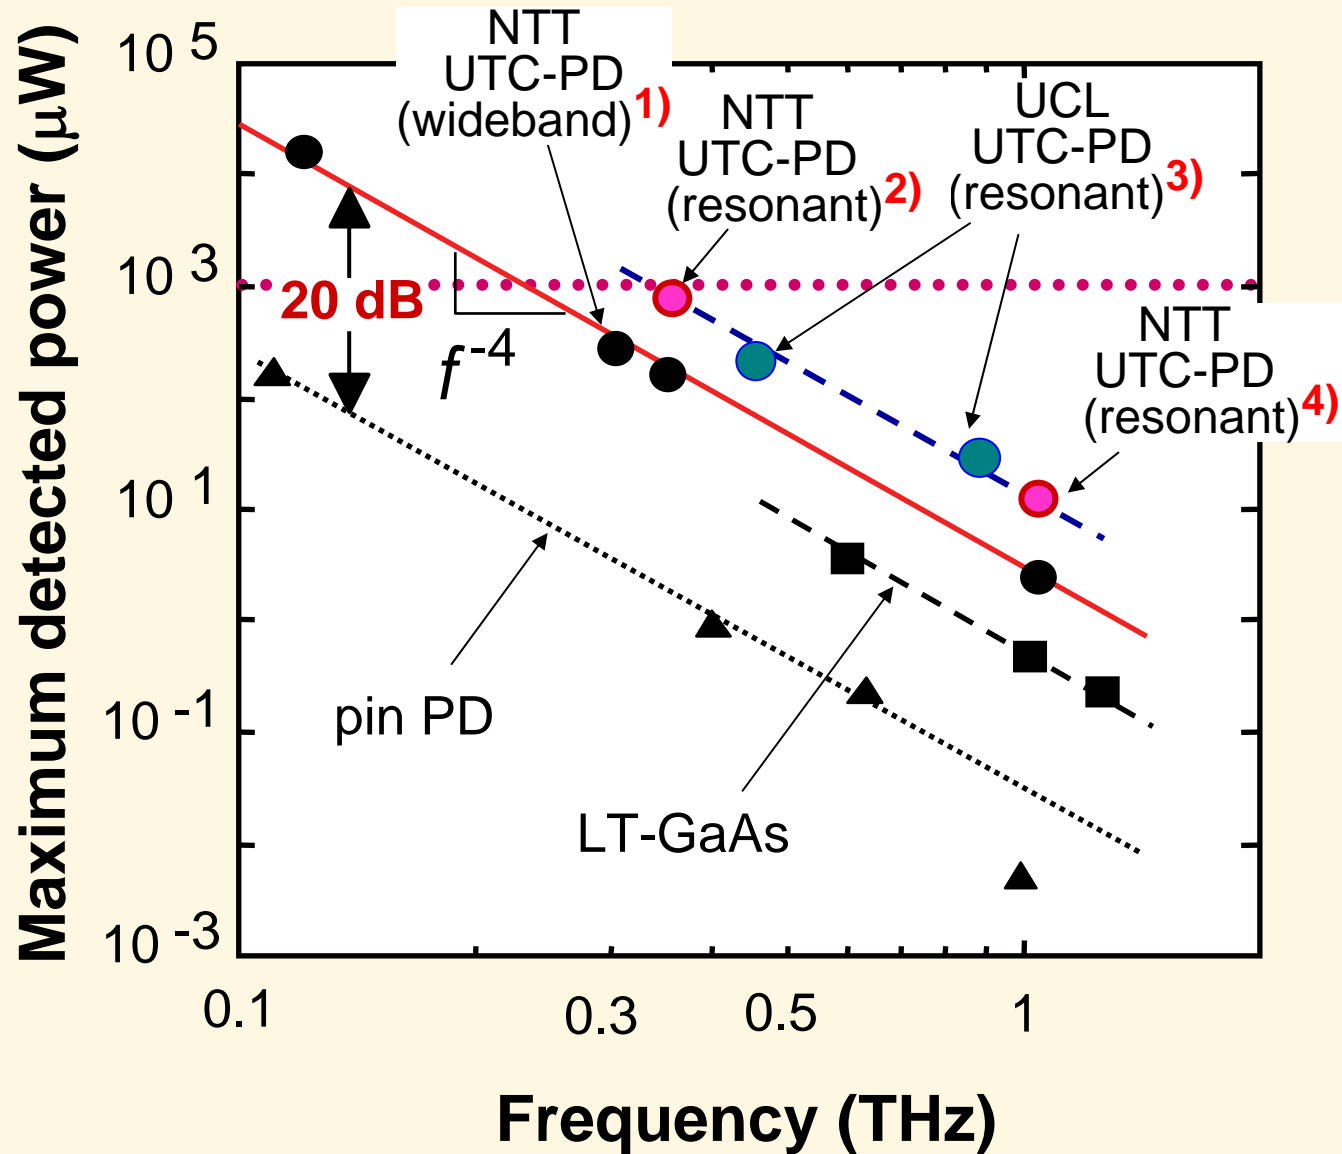 NTT
UTC-PD
(wideband)1)
NTT
UTC-PD
(resonant)2)
UCL
UTC-PD
(resonant)3)
NTT
UTC-PD
(resonant)4)
20 dB
f -4
pin PD
LT-GaAs
Maximum detected power (μW)
10 5
10 3
10 1
10 -1
10 -3
0.1
0.3
0.5
1
Frequency (THz)